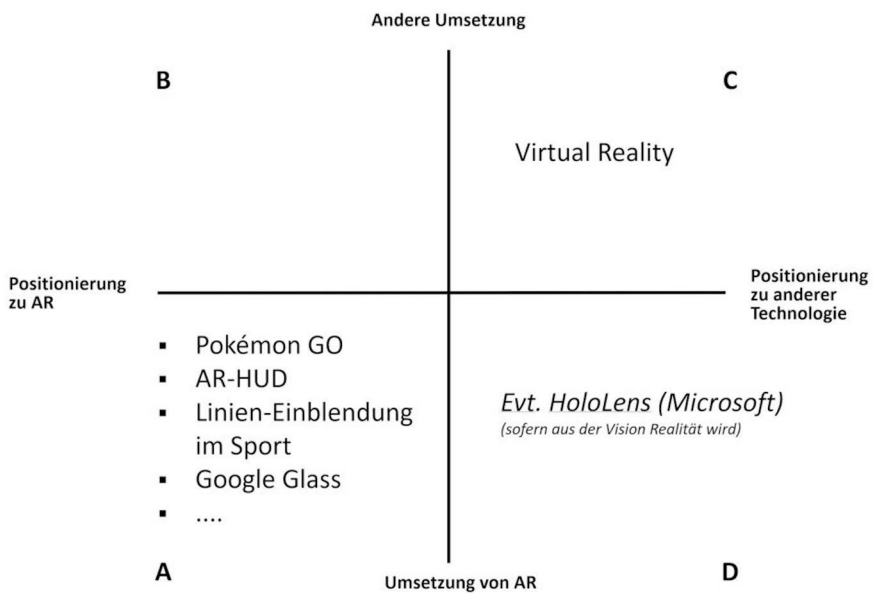 Andere Umsetzung
B
C
Virtual Reality
Positionierung
zu AR
Positionierung
zu anderer
Technologie
▪ Pokémon GO
▪ AR-HUD
▪ Linien-Einblendung
im Sport
▪ Google Glass
▪ ....
Evt. HoloLens (Microsoft)
(sofern aus der Vision Realität wird)
A
Umsetzung von AR
D